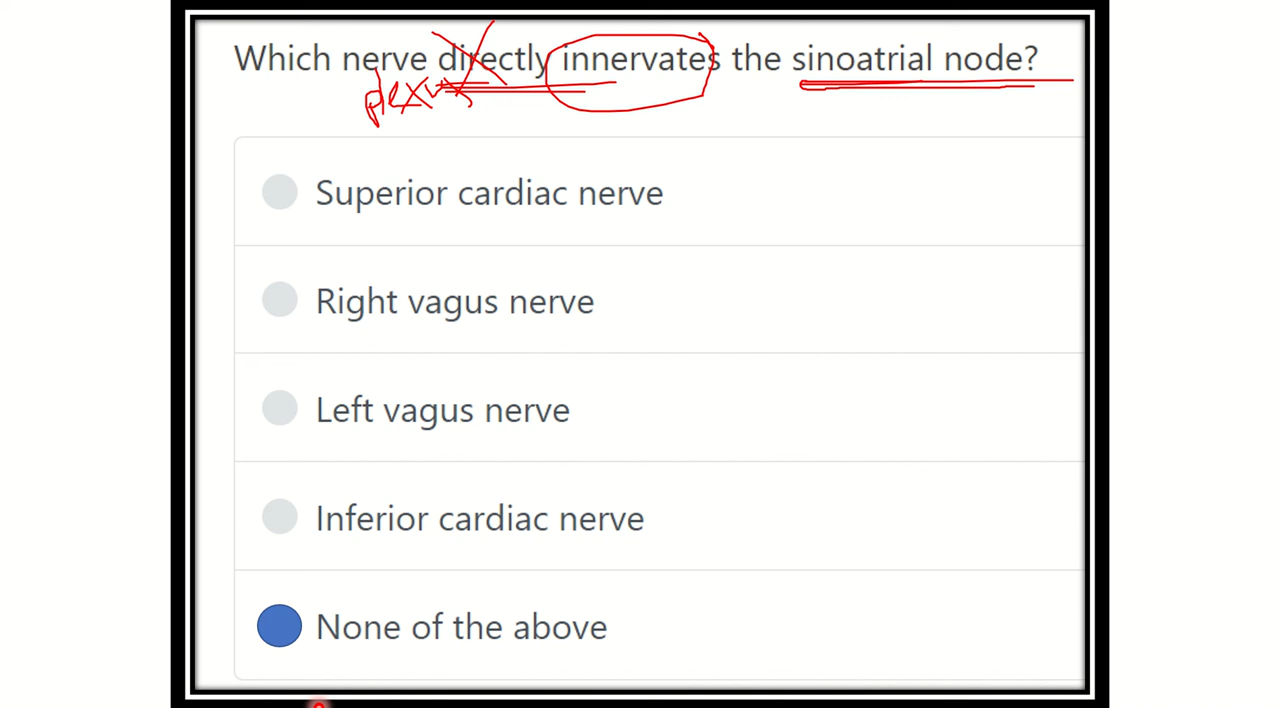 Which nerve directly innervates the sinoatrial node?
plexus
Superior cardiac nerve
Right vagus nerve
Left vagus nerve
Inferior cardiac nerve
None of the above